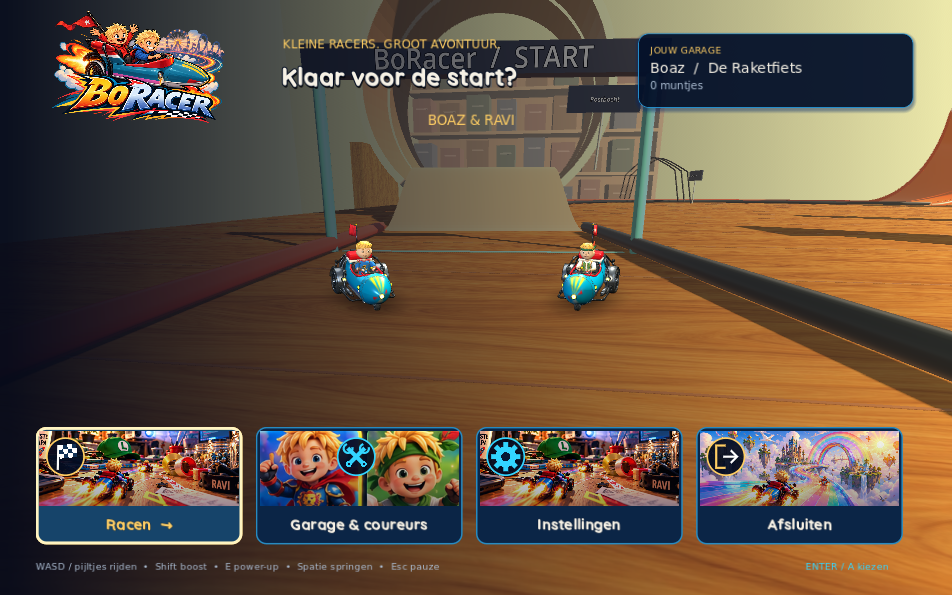 BORACER
KLEINE RACERS. GROOT AVONTUUR.
BoRacer / START
Klaar voor de start?
BOAZ & RAVI
JOUW GARAGE
Boaz / De Raketfiets
0 muntjes
L
RAVI
Racen →
Garage & coureurs
L
RAVI
Instellingen
Afsluiten
WASD / pijltjes rijden • Shift boost • E power-up • Spatie springen • Esc pauze
ENTER / A kiezen